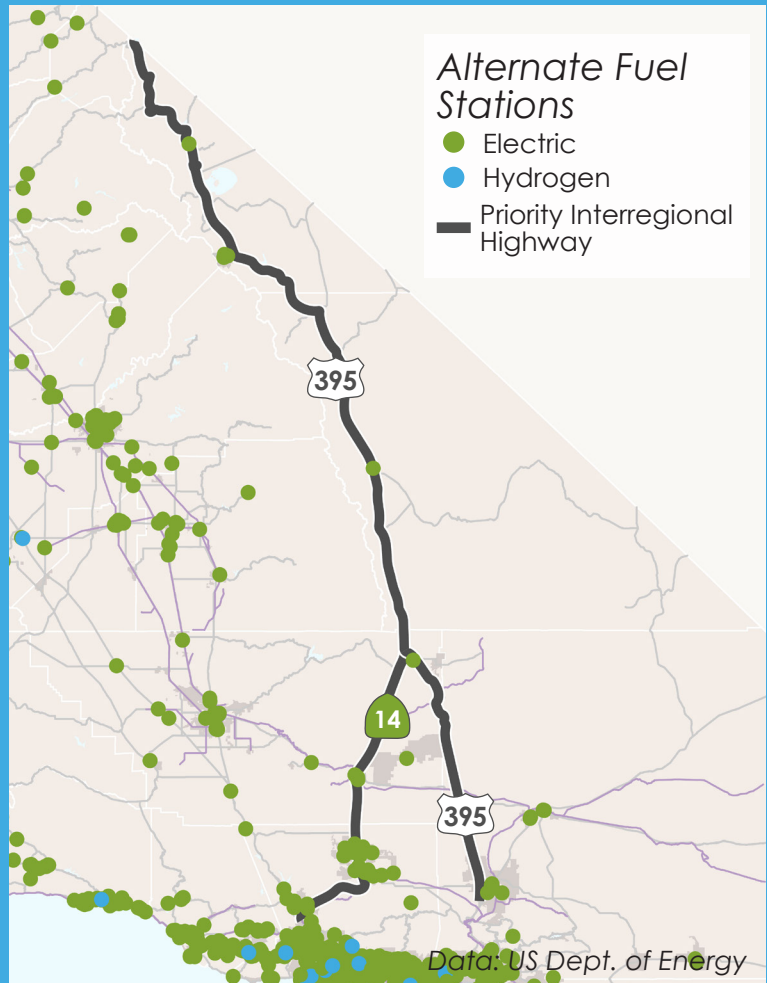 Alternate Fuel
Stations
Electric
Hydrogen
Priority Interregional
Highway
395
14
395
Data: US Dept. of Energy